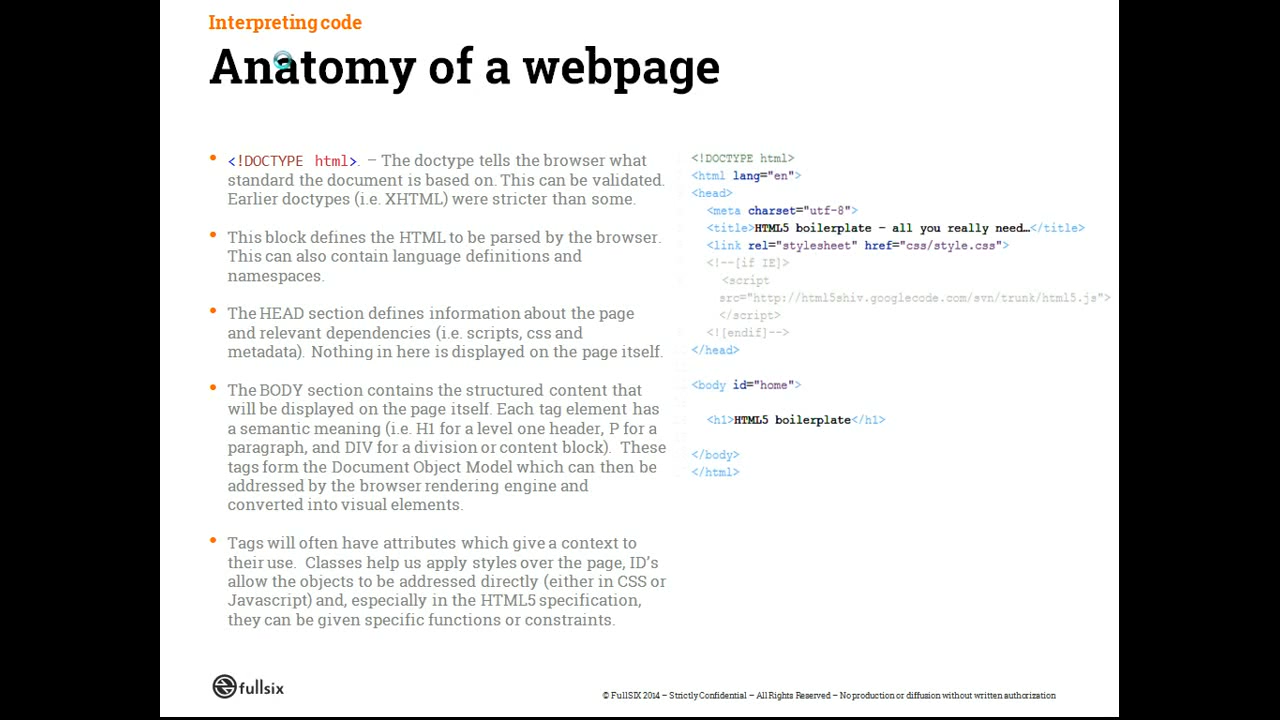 Interpreting code
Anatomy of a webpage
• <!DOCTYPE html>. – The doctype tells the browser what
standard the document is based on. This can be validated.
Earlier doctypes (i.e. XHTML) were stricter than some.
• This block defines the HTML to be parsed by the browser.
This can also contain language definitions and
namespaces.
• The HEAD section defines information about the page
and relevant dependencies (i.e. scripts, css and
metadata). Nothing in here is displayed on the page itself.
• The BODY section contains the structured content that
will be displayed on the page itself. Each tag element has
a semantic meaning (i.e. H1 for a level one header, P for a
paragraph, and DIV for a division or content block). These
tags form the Document Object Model which can then be
addressed by the browser rendering engine and
converted into visual elements.
• Tags will often have attributes which give a context to
their use. Classes help us apply styles over the page, ID's
allow the objects to be addressed directly (either in CSS or
Javascript) and, especially in the HTML5 specification,
they can be given specific functions or constraints.
<!DOCTYPE html>
<html lang="en">
<head>
<meta charset="utf-8">
<title>HTML5 boilerplate – all you really need…</title>
<link rel="stylesheet" href="css/style.css">
<!--[if IE]>
<script
src="http://html5shiv.googlecode.com/svn/trunk/html5.js">
</script>
<![endif]-->
</head>
<body id="home">
<h1>HTML5 boilerplate</h1>
</body>
</html>
fullsix
© FullSIX 2014 – Strictly Confidential – All Rights Reserved – No production or diffusion without written authorization